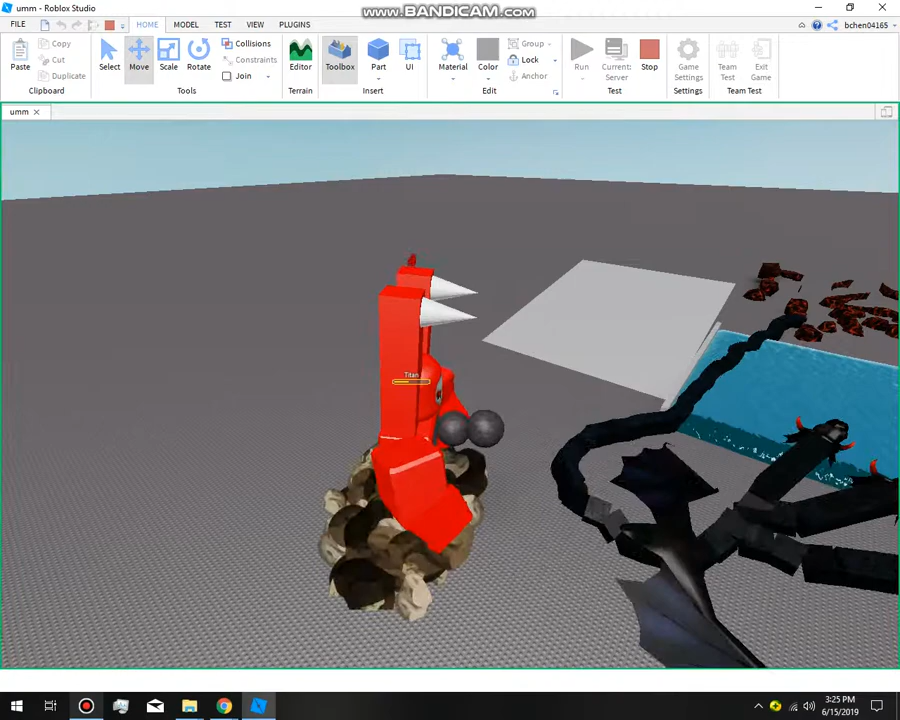 umm - Roblox Studio
www.BANDICAM.com
FILE HOME MODEL TEST VIEW PLUGINS bchen04165
Paste Copy Cut Duplicate Select Move Scale Rotate Collisions Constraints Join Editor Toolbox Part UI Material Color Group Lock Anchor Run Current: Server Stop Game Settings Team Test Exit Game
Clipboard Tools Terrain Insert Edit Test Settings Team Test
umm
Titan
3:25 PM
6/15/2019